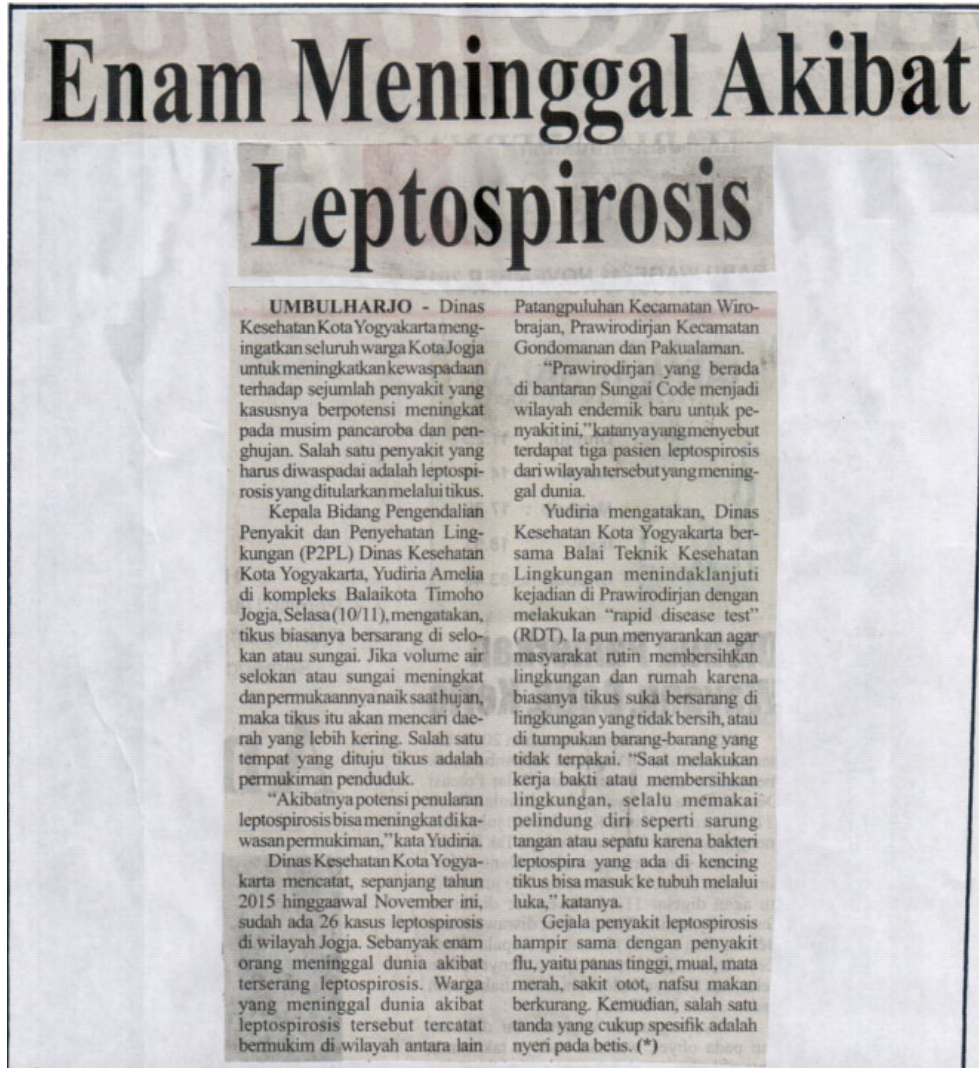 Enam Meninggal Akibat
Leptospirosis
UMBULHARJO - Dinas
Kesehatan Kota Yogyakarta meng-
ingatkan seluruh warga Kota Jogja
untuk meningkatkan kewaspadaan
terhadap sejumlah penyakit yang
kasusnya berpotensi meningkat
pada musim pancaroba dan peng-
hujan. Salah satu penyakit yang
harus diwaspadai adalah leptospi-
rosis yang ditularkan melalui tikus.
Kepala Bidang Pengendalian
Penyakit dan Penyehatan Ling-
kungan (P2PL) Dinas Kesehatan
Kota Yogyakarta, Yudiria Amelia
di kompleks Balaikota Timoho
Jogja, Selasa (10/11), mengatakan,
tikus biasanya bersarang di selo-
kan atau sungai. Jika volume air
selokan atau sungai meningkat
dan permukaannya naik saat hujan,
maka tikus itu akan mencari dae-
rah yang lebih kering. Salah satu
tempat yang dituju tikus adalah
permukiman penduduk.
“Akibatnya potensi penularan
leptospirosis bisa meningkat di ka-
wasan permukiman,” kata Yudiria.
Dinas Kesehatan Kota Yogya-
karta mencatat, sepanjang tahun
2015 hinggaawal November ini,
sudah ada 26 kasus leptospirosis
di wilayah Jogja. Sebanyak enam
orang meninggal dunia akibat
terserang leptospirosis. Warga
yang meninggal dunia akibat
leptospirosis tersebut tercatat
bermukim di wilayah antara lain
Patangpuluhan Kecamatan Wiro-
brajan, Prawirodirjan Kecamatan
Gondomanan dan Pakualaman.
“Prawirodirjan yang berada
di bantaran Sungai Code menjadi
wilayah endemik baru untuk pe-
nyakit ini,” katanya yang menyebut
terdapat tiga pasien leptospirosis
dari wilayah tersebut yang mening-
gal dunia.
Yudiria mengatakan, Dinas
Kesehatan Kota Yogyakarta ber-
sama Balai Teknik Kesehatan
Lingkungan menindaklanjuti
kejadian di Prawirodirjan dengan
melakukan “rapid disease test”
(RDT). Ia pun menyarankan agar
masyarakat rutin membersihkan
lingkungan dan rumah karena
biasanya tikus suka bersarang di
lingkungan yang tidak bersih, atau
di tumpukan barang-barang yang
tidak terpakai. “Saat melakukan
kerja bakti atau membersihkan
lingkungan, selalu memakai
pelindung diri seperti sarung
tangan atau sepatu karena bakteri
leptospira yang ada di kencing
tikus bisa masuk ke tubuh melalui
luka,” katanya.
Gejala penyakit leptospirosis
hampir sama dengan penyakit
flu, yaitu panas tinggi, mual, mata
merah, sakit otot, nafsu makan
berkurang. Kemudian, salah satu
tanda yang cukup spesifik adalah
nyeri pada betis. (*)